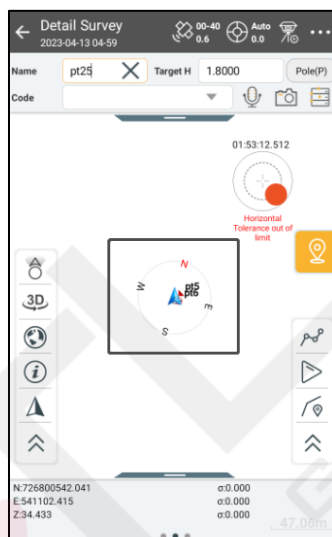 Detail Survey
2023-04-13 04-59
00-40
0.6
Auto
0.0
Name
pt25
Target H
1.8000
Pole(P)
Code
01:53:12.512
Horizontal
Tolerance out of
limit
3D
N
W
E
S
pt5
pt6
N:726800542.041
σ:0.000
E:541102.415
σ:0.000
Z:34.433
σ:0.000
47.06m